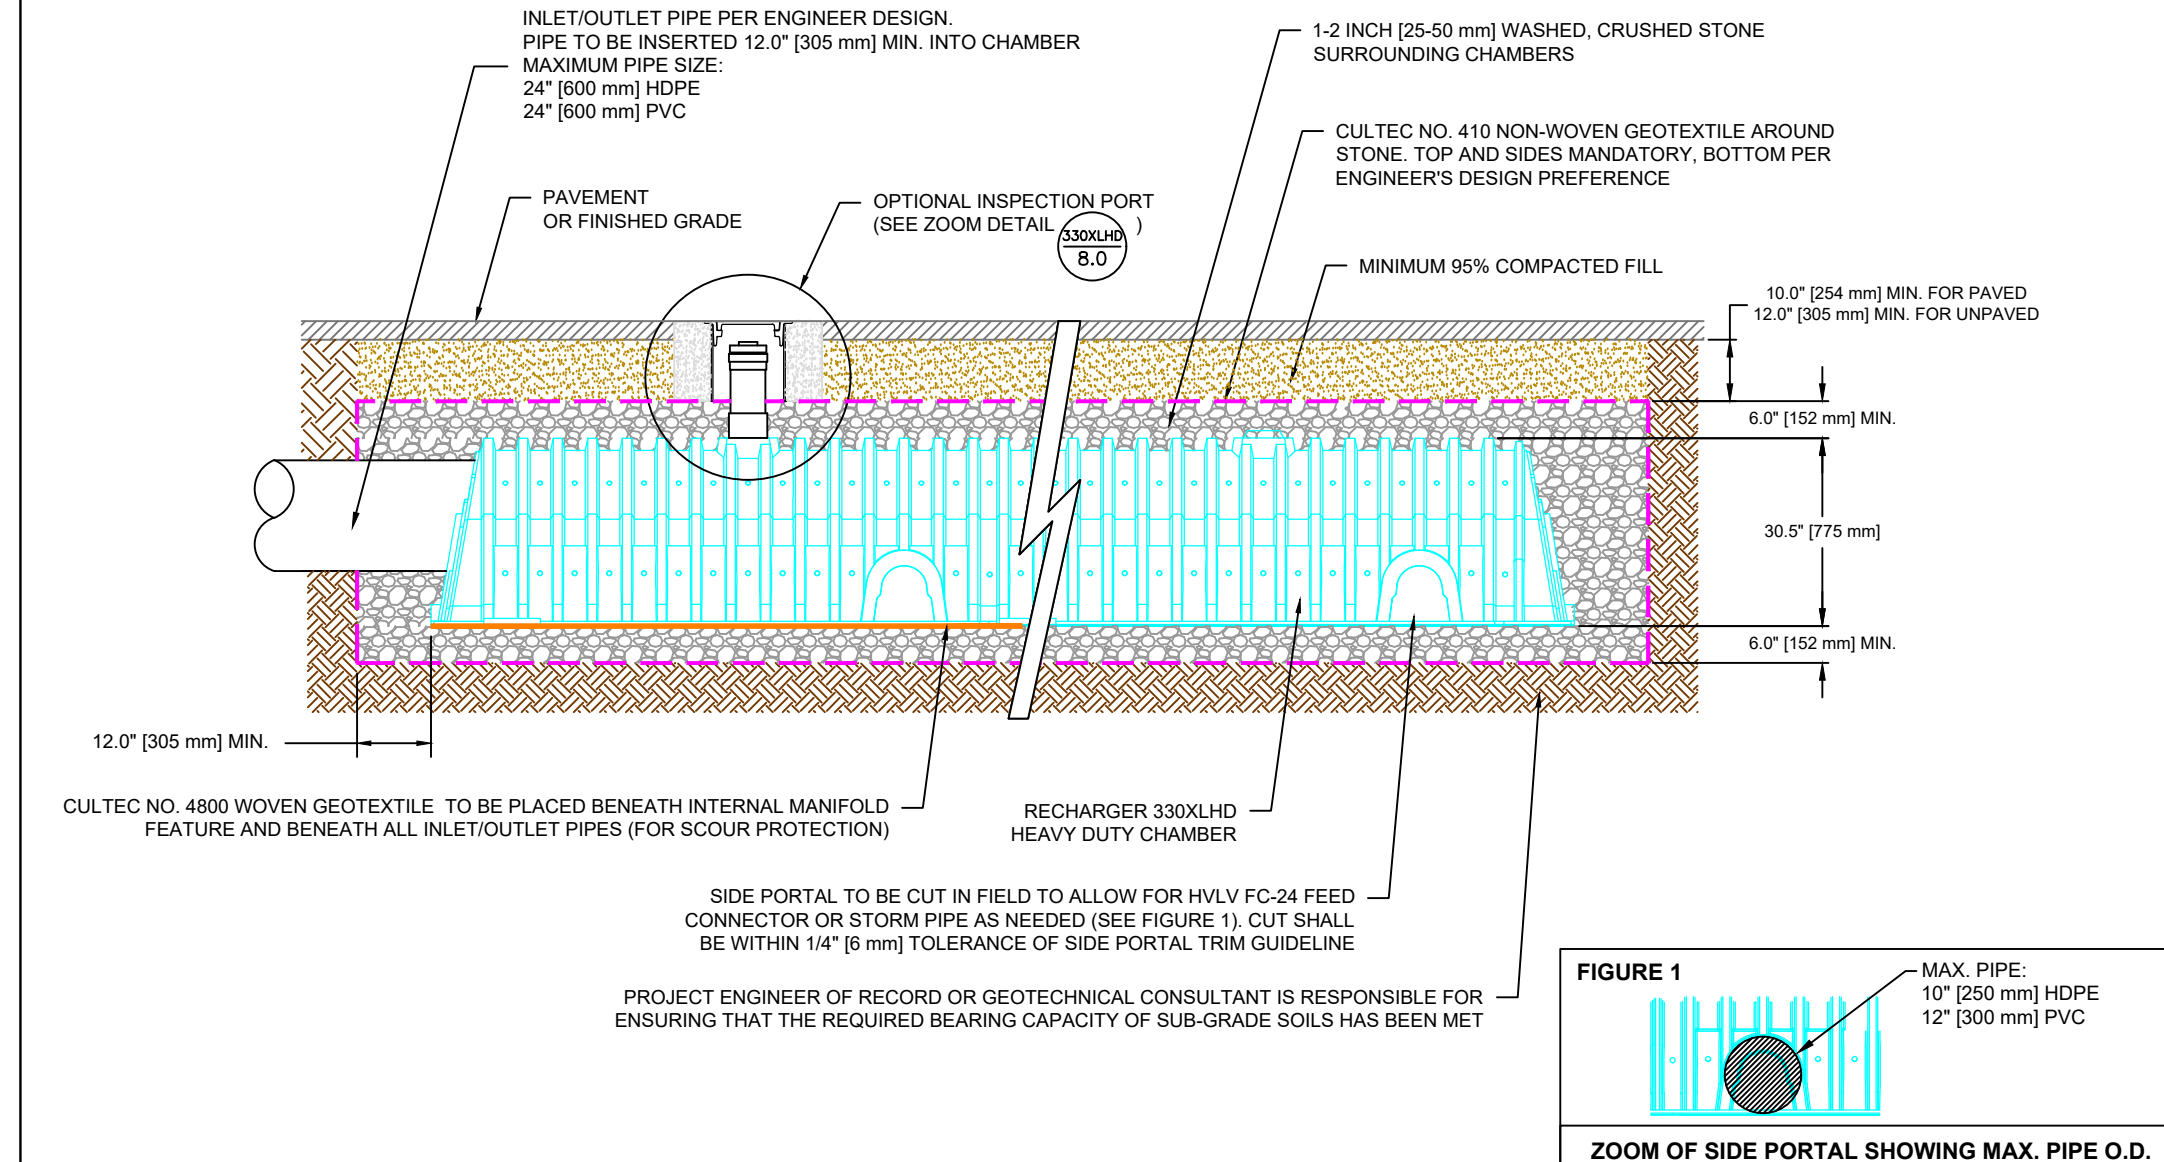 INLET/OUTLET PIPE PER ENGINEER DESIGN.
PIPE TO BE INSERTED 12.0" [305 mm] MIN. INTO CHAMBER
MAXIMUM PIPE SIZE:
24" [600 mm] HDPE
24" [600 mm] PVC
1-2 INCH [25-50 mm] WASHED, CRUSHED STONE
SURROUNDING CHAMBERS
CULTEC NO. 410 NON-WOVEN GEOTEXTILE AROUND
STONE. TOP AND SIDES MANDATORY, BOTTOM PER
ENGINEER'S DESIGN PREFERENCE
PAVEMENT
OR FINISHED GRADE
OPTIONAL INSPECTION PORT
(SEE ZOOM DETAIL )
330XLHD
8.0
MINIMUM 95% COMPACTED FILL
10.0" [254 mm] MIN. FOR PAVED
12.0" [305 mm] MIN. FOR UNPAVED
6.0" [152 mm] MIN.
30.5" [775 mm]
6.0" [152 mm] MIN.
12.0" [305 mm] MIN.
CULTEC NO. 4800 WOVEN GEOTEXTILE TO BE PLACED BENEATH INTERNAL MANIFOLD
FEATURE AND BENEATH ALL INLET/OUTLET PIPES (FOR SCOUR PROTECTION)
RECHARGER 330XLHD
HEAVY DUTY CHAMBER
SIDE PORTAL TO BE CUT IN FIELD TO ALLOW FOR HVLV FC-24 FEED
CONNECTOR OR STORM PIPE AS NEEDED (SEE FIGURE 1). CUT SHALL
BE WITHIN 1/4" [6 mm] TOLERANCE OF SIDE PORTAL TRIM GUIDELINE
PROJECT ENGINEER OF RECORD OR GEOTECHNICAL CONSULTANT IS RESPONSIBLE FOR
ENSURING THAT THE REQUIRED BEARING CAPACITY OF SUB-GRADE SOILS HAS BEEN MET
FIGURE 1
MAX. PIPE:
10" [250 mm] HDPE
12" [300 mm] PVC
ZOOM OF SIDE PORTAL SHOWING MAX. PIPE O.D.